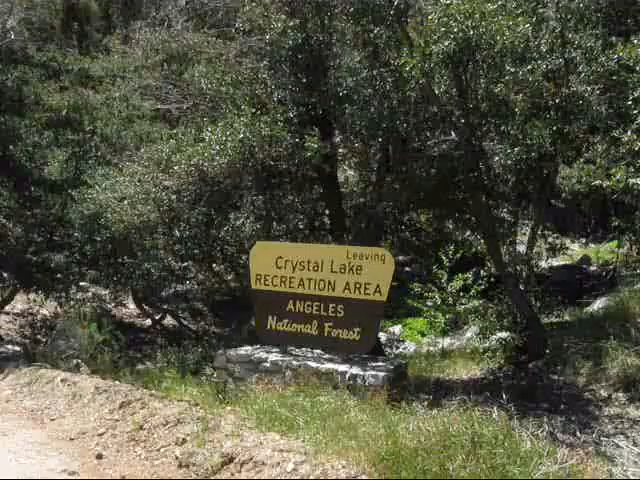 Leaving
Crystal Lake
RECREATION AREA
ANGELES
National Forest